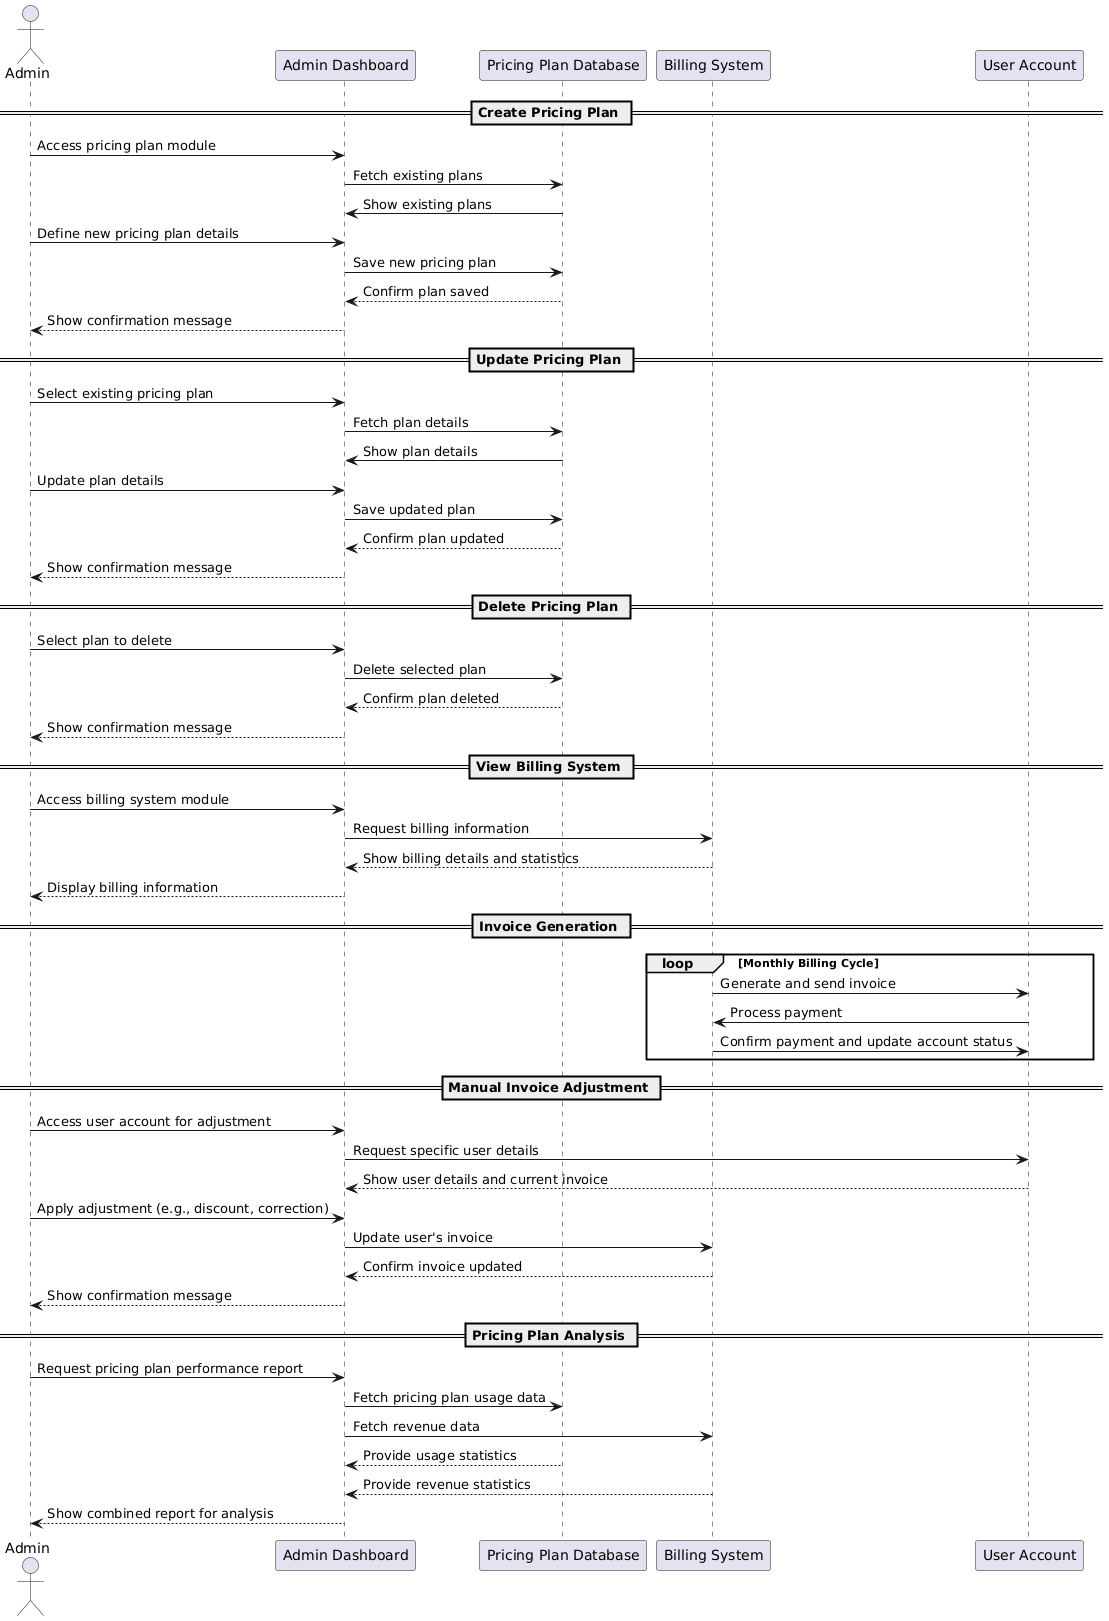 Admin
Admin Dashboard
Pricing Plan Database
Billing System
User Account
Create Pricing Plan
Access pricing plan module
Fetch existing plans
Show existing plans
Define new pricing plan details
Save new pricing plan
Confirm plan saved
Show confirmation message
Update Pricing Plan
Select existing pricing plan
Fetch plan details
Show plan details
Update plan details
Save updated plan
Confirm plan updated
Show confirmation message
Delete Pricing Plan
Select plan to delete
Delete selected plan
Confirm plan deleted
Show confirmation message
View Billing System
Access billing system module
Request billing information
Show billing details and statistics
Display billing information
Invoice Generation
loop
[Monthly Billing Cycle]
Generate and send invoice
Process payment
Confirm payment and update account status
Manual Invoice Adjustment
Access user account for adjustment
Request specific user details
Show user details and current invoice
Apply adjustment (e.g., discount, correction)
Update user's invoice
Confirm invoice updated
Show confirmation message
Pricing Plan Analysis
Request pricing plan performance report
Fetch pricing plan usage data
Fetch revenue data
Provide usage statistics
Provide revenue statistics
Show combined report for analysis
Admin
Admin Dashboard
Pricing Plan Database
Billing System
User Account